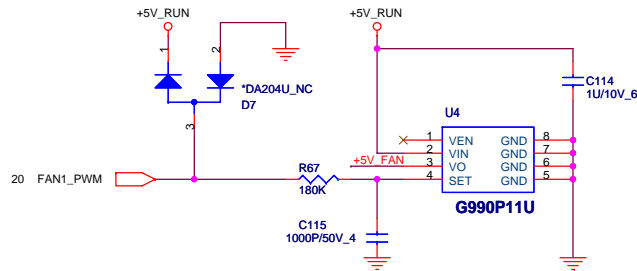 +5V_RUN
+5V_RUN
1
2
*DA204U_NC
D7
3
C114
1U/10V_6
U4
1 VEN GND 8
2 VIN GND 7
+5V_FAN 3 VO GND 6
4 SET GND 5
G990P11U
20 FAN1_PWM
R67
180K
C115
1000P/50V_4